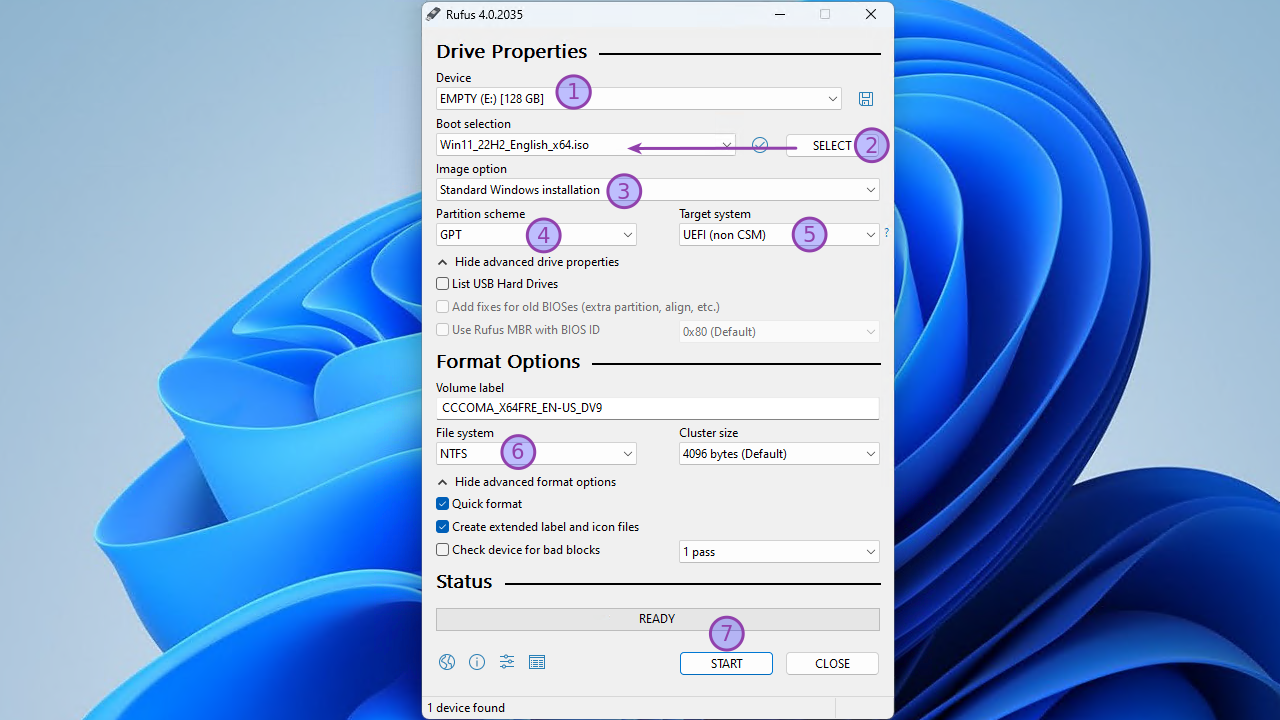 Rufus 4.0.2035
Drive Properties
Device
EMPTY (E:) [128 GB] 1
Boot selection
Win11_22H2_English_x64.iso SELECT 2
Image option
Standard Windows installation 3
Partition scheme Target system
GPT 4 UEFI (non CSM) 5 ?
Hide advanced drive properties
List USB Hard Drives
Add fixes for old BIOSes (extra partition, align, etc.)
Use Rufus MBR with BIOS ID 0x80 (Default)
Format Options
Volume label
CCCOMA_X64FRE_EN-US_DV9
File system Cluster size
NTFS 6 4096 bytes (Default)
Hide advanced format options
Quick format
Create extended label and icon files
Check device for bad blocks 1 pass
Status
READY
7
START CLOSE
1 device found